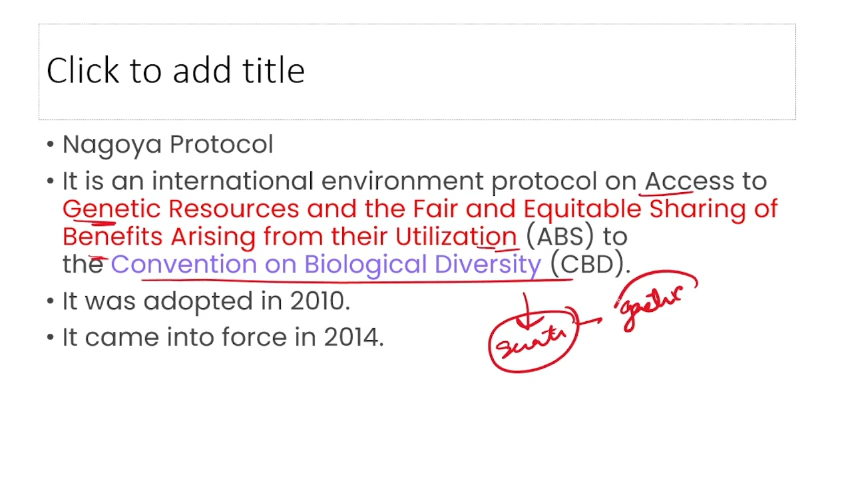 Click to add title
• Nagoya Protocol
• It is an international environment protocol on Access to
Genetic Resources and the Fair and Equitable Sharing of
Benefits Arising from their Utilization (ABS) to
the Convention on Biological Diversity (CBD).
• It was adopted in 2010.
• It came into force in 2014.